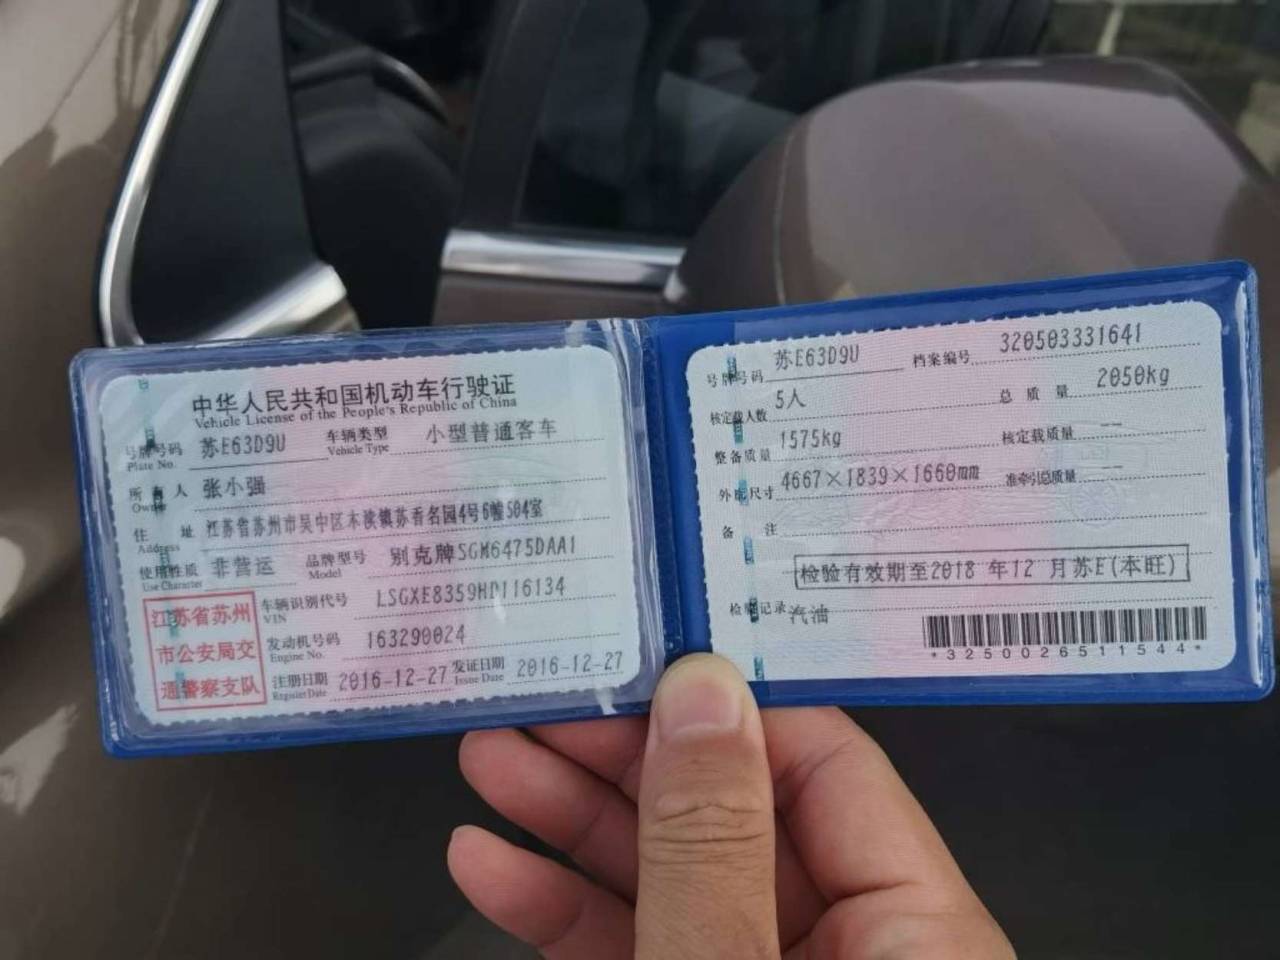 中华人民共和国机动车行驶证
Vehicle License of the People's Republic of China
号牌号码 苏E63D9U 车辆类型 小型普通客车
Plate No. Vehicle Type
所有人 张小强
Owner
住址 江苏省苏州市吴中区木渎镇苏香名园4号6幢504室
Address
使用性质 非营运 品牌型号 别克牌SGM6475DAA1
Use Character Model
江苏省苏州
市公安局交
通警察支队
车辆识别代号 LSGXE8359HD116134
VIN
发动机号码 163290024
Engine No.
注册日期 2016-12-27 发证日期 2016-12-27
Register Date Issue Date
号牌号码 苏E63D9U 档案编号 320503331641
核定载人数 5人 总质量 2050kg
整备质量 1575kg 核定载质量 --
外廓尺寸 4667×1839×1660mm 准牵引总质量 --
备注
检验有效期至2018 年12 月苏E(本旺)
检验记录 汽油
*3250026511544*